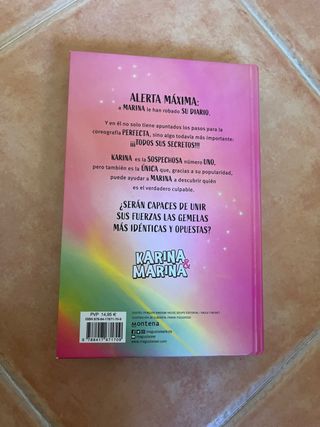 ALERTA MÁXIMA:
A MARINA LE HAN ROBADO SU DIARIO.
Y en él no solo tiene apuntados los pasos para la
coreografía PERFECTA, sino algo todavía más importante:
¡¡¡TODOS SUS SECRETOS!!!
KARINA es la SOSPECHOSA número UNO,
pero también es la ÚNICA que, gracias a su popularidad,
puede ayudar a MARINA a descubrir quién
es el verdadero culpable.
¿SERÁN CAPACES DE UNIR
SUS FUERZAS LAS GEMELAS
MÁS IDÉNTICAS Y OPUESTAS?
KARINA &
MARINA
PVP 14,95 €
montena